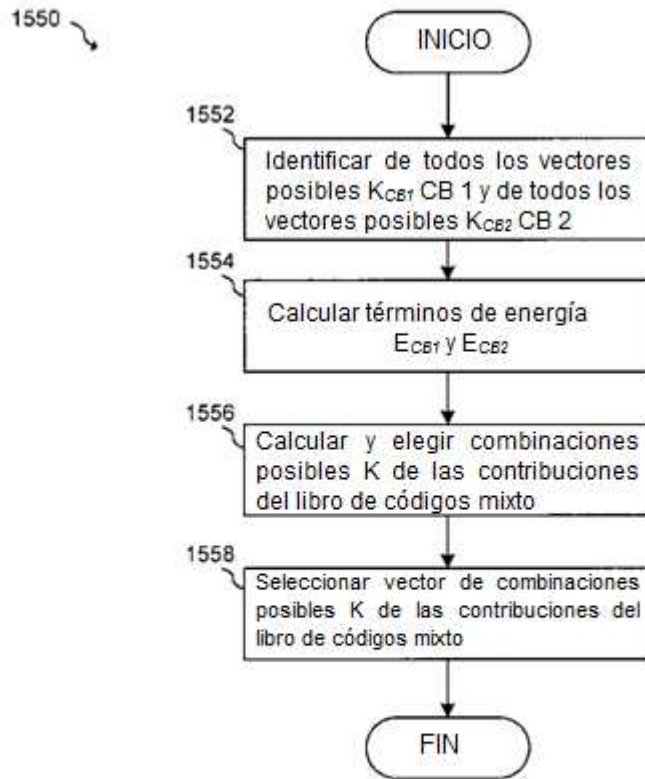 1550
INICIO
1552
Identificar de todos los vectores
posibles K_CB1 CB 1 y de todos los
vectores posibles K_CB2 CB 2
1554
Calcular términos de energía
E_CB1 y E_CB2
1556
Calcular y elegir combinaciones
posibles K de las contribuciones
del libro de códigos mixto
1558
Seleccionar vector de combinaciones
posibles K de las contribuciones del
libro de códigos mixto
FIN